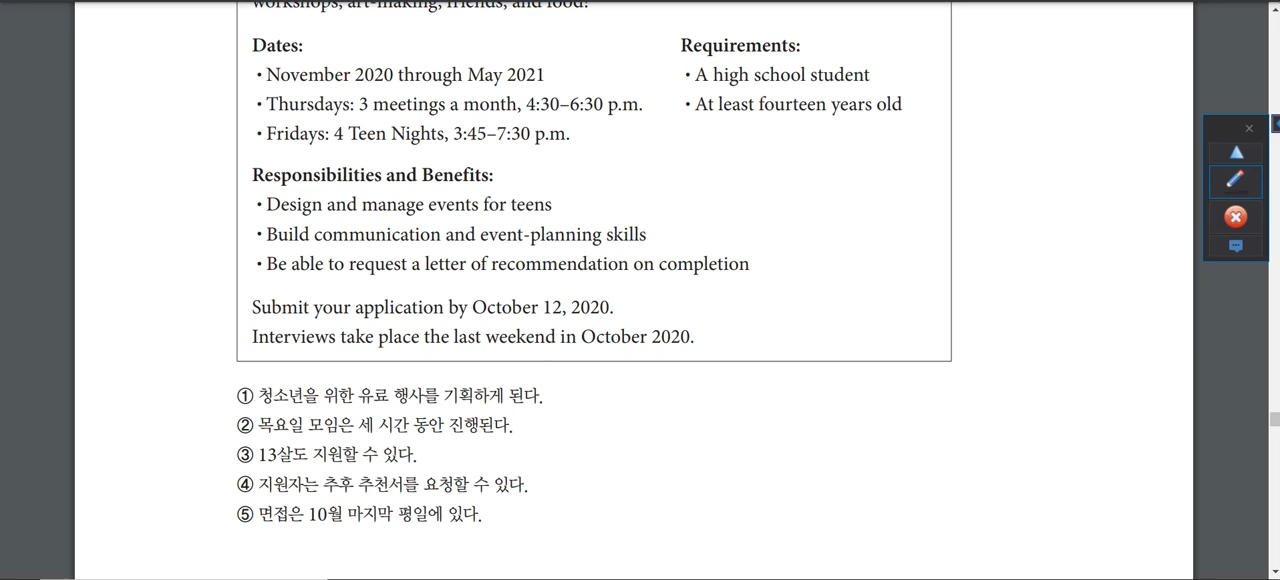 workshops, art-making, friends, and food!
Dates:
• November 2020 through May 2021
• Thursdays: 3 meetings a month, 4:30–6:30 p.m.
• Fridays: 4 Teen Nights, 3:45–7:30 p.m.
Requirements:
• A high school student
• At least fourteen years old
Responsibilities and Benefits:
• Design and manage events for teens
• Build communication and event-planning skills
• Be able to request a letter of recommendation on completion
Submit your application by October 12, 2020.
Interviews take place the last weekend in October 2020.
① 청소년을 위한 유료 행사를 기획하게 된다.
② 목요일 모임은 세 시간 동안 진행된다.
③ 13살도 지원할 수 있다.
④ 지원자는 추후 추천서를 요청할 수 있다.
⑤ 면접은 10월 마지막 평일에 있다.